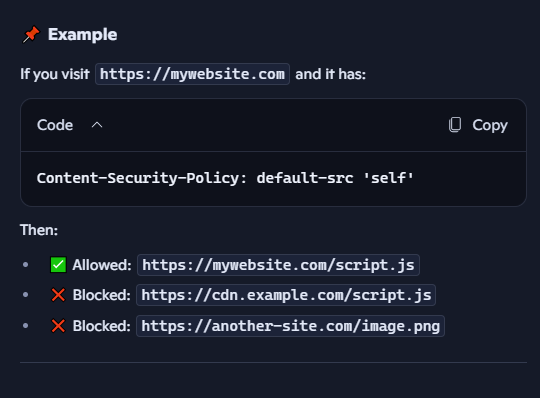 📌 Example
If you visit https://mywebsite.com and it has:
Code Copy
Content-Security-Policy: default-src 'self'
Then:
• ✅ Allowed: https://mywebsite.com/script.js
• ❌ Blocked: https://cdn.example.com/script.js
• ❌ Blocked: https://another-site.com/image.png